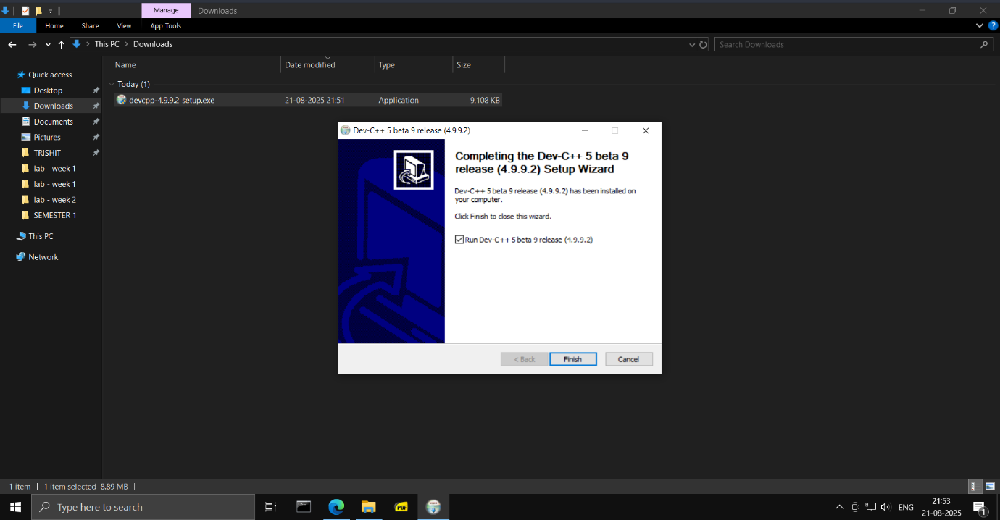 Manage
Downloads
File
Home
Share
View
App Tools
This PC
Downloads
Search Downloads
Name
Date modified
Type
Size
Quick access
Desktop
Downloads
Documents
Pictures
TRISHIT
lab - week 1
lab - week 1
lab - week 2
SEMESTER 1
This PC
Network
Today (1)
devcpp-4.9.9.2_setup.exe 21-08-2025 21:51 Application 9,108 KB
Dev-C++ 5 beta 9 release (4.9.9.2)
Completing the Dev-C++ 5 beta 9
release (4.9.9.2) Setup Wizard
Dev-C++ 5 beta 9 release (4.9.9.2) has been installed on
your computer.
Click Finish to close this wizard.
Run Dev-C++ 5 beta 9 release (4.9.9.2)
< Back
Finish
Cancel
1 item
1 item selected 8.89 MB
Type here to search
PDF
ENG
21:53
21-08-2025
1